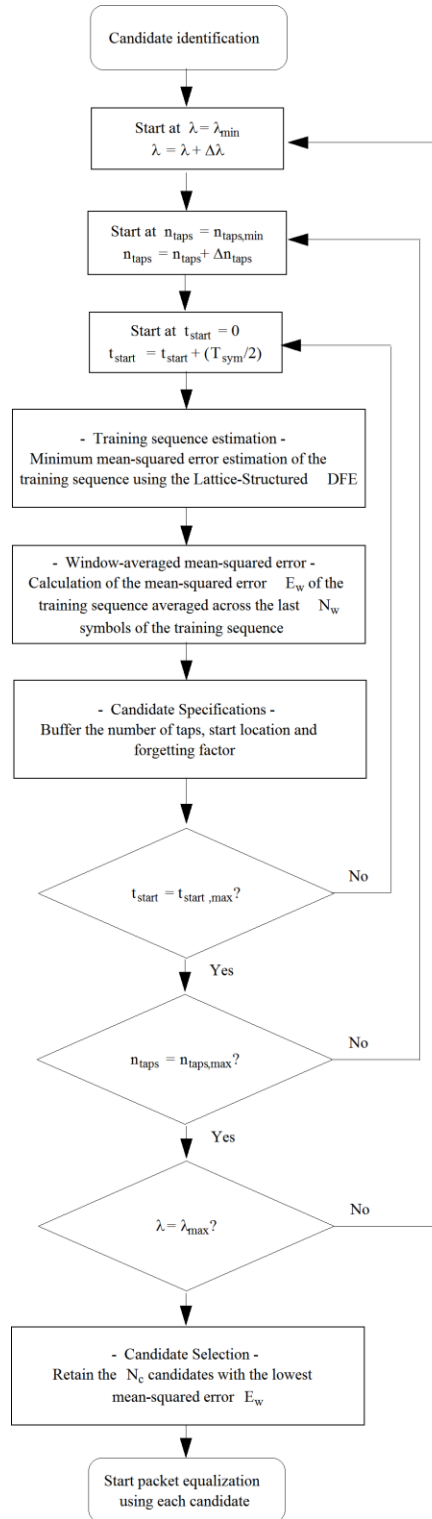 Candidate identification
Start at λ = λmin
λ = λ + Δλ
Start at ntaps = ntaps,min
ntaps = ntaps + Δntaps
Start at tstart = 0
tstart = tstart + (Tsym/2)
- Training sequence estimation -
Minimum mean-squared error estimation of the
training sequence using the Lattice-Structured DFE
- Window-averaged mean-squared error -
Calculation of the mean-squared error Ew of the
training sequence averaged across the last Nw
symbols of the training sequence
- Candidate Specifications -
Buffer the number of taps, start location and
forgetting factor
No
tstart = tstart ,max?
Yes
No
ntaps = ntaps,max?
Yes
No
λ = λmax?
- Candidate Selection -
Retain the Nc candidates with the lowest
mean-squared error Ew
Start packet equalization
using each candidate